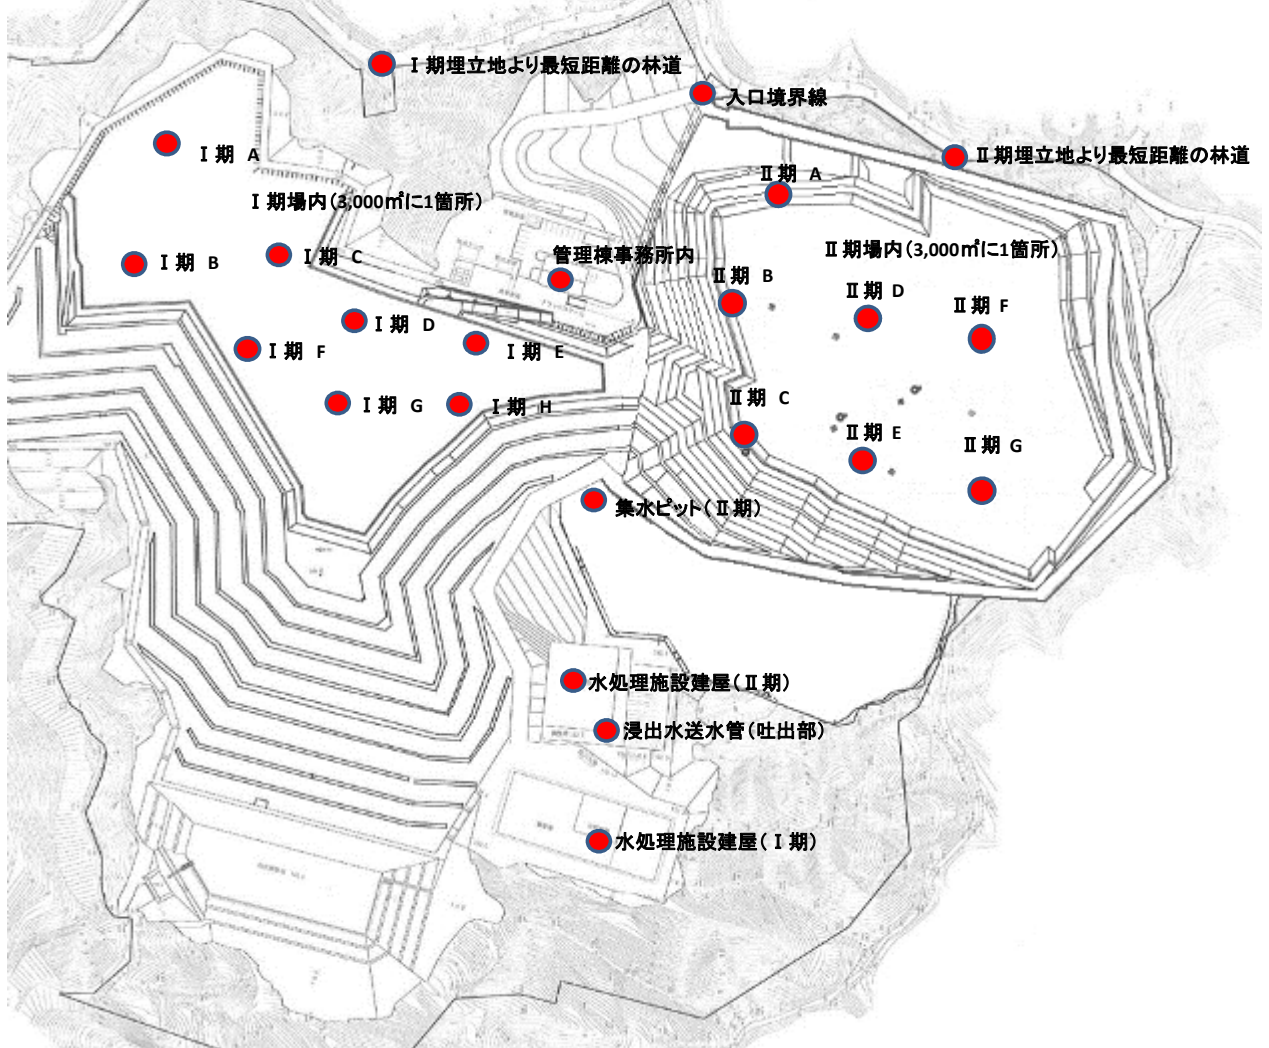 Ⅰ期埋立地より最短距離の林道
入口境界線
Ⅱ期埋立地より最短距離の林道
Ⅰ期 A
Ⅱ期 A
Ⅰ期場内(3,000㎡に1箇所)
Ⅱ期場内(3,000㎡に1箇所)
Ⅰ期 B
Ⅰ期 C
管理棟事務所内
Ⅱ期 B
Ⅱ期 D
Ⅱ期 F
Ⅰ期 D
Ⅰ期 F
Ⅰ期 E
Ⅰ期 G
Ⅰ期 H
Ⅱ期 C
Ⅱ期 E
Ⅱ期 G
集水ピット(Ⅱ期)
水処理施設建屋(Ⅱ期)
浸出水送水管(吐出部)
水処理施設建屋(Ⅰ期)